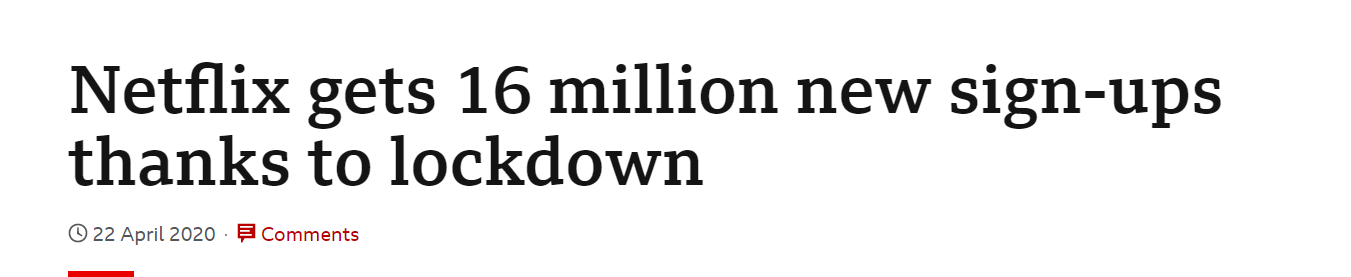 Netflix gets 16 million new sign-ups
thanks to lockdown
22 April 2020 · Comments